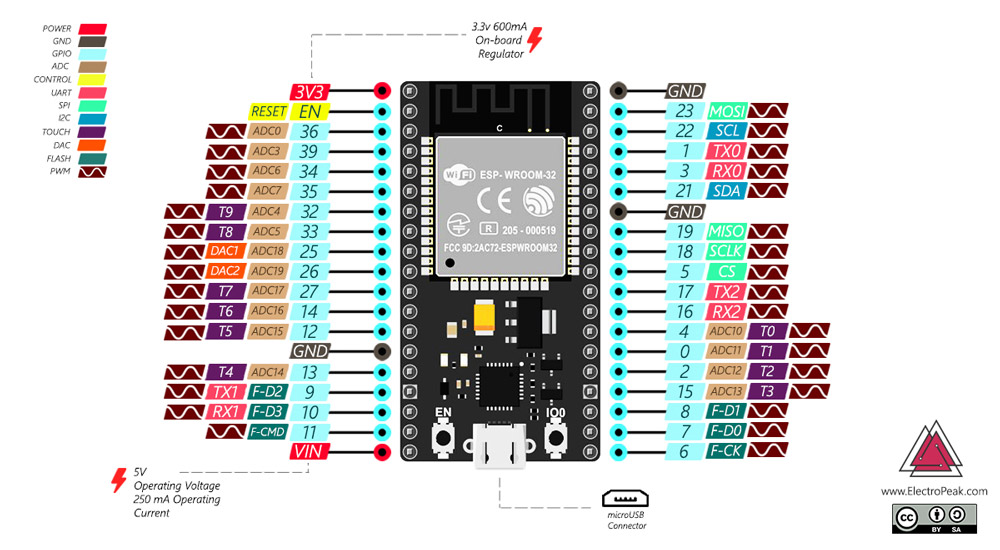 POWER
GND
GPIO
ADC
CONTROL
UART
SPI
I2C
TOUCH
DAC
FLASH
PWM
3.3v 600mA
On-board
Regulator
3V3
RESET EN
ADC0 36
ADC3 39
ADC6 34
ADC7 35
T9 ADC4 32
T8 ADC5 33
DAC1 ADC18 25
DAC2 ADC19 26
T7 ADC17 27
T6 ADC16 14
T5 ADC15 12
GND
T4 ADC14 13
TX1 F-D2 9
RX1 F-D3 10
F-CMD 11
VIN
5V
Operating Voltage
250 mA Operating
Current
C
WiFi ESP-WROOM-32
CE
R 205-000519
FCC 9D:2AC72-ESPWROOM32
EN
IO0
GND
23 MOSI
22 SCL
1 TX0
3 RX0
21 SDA
GND
19 MISO
18 SCLK
5 CS
17 TX2
16 RX2
4 ADC10 T0
0 ADC11 T1
2 ADC12 T2
15 ADC13 T3
8 F-D1
7 F-D0
6 F-CK
microUSB
Connector
www.ElectroPeak.com
cc
BY SA